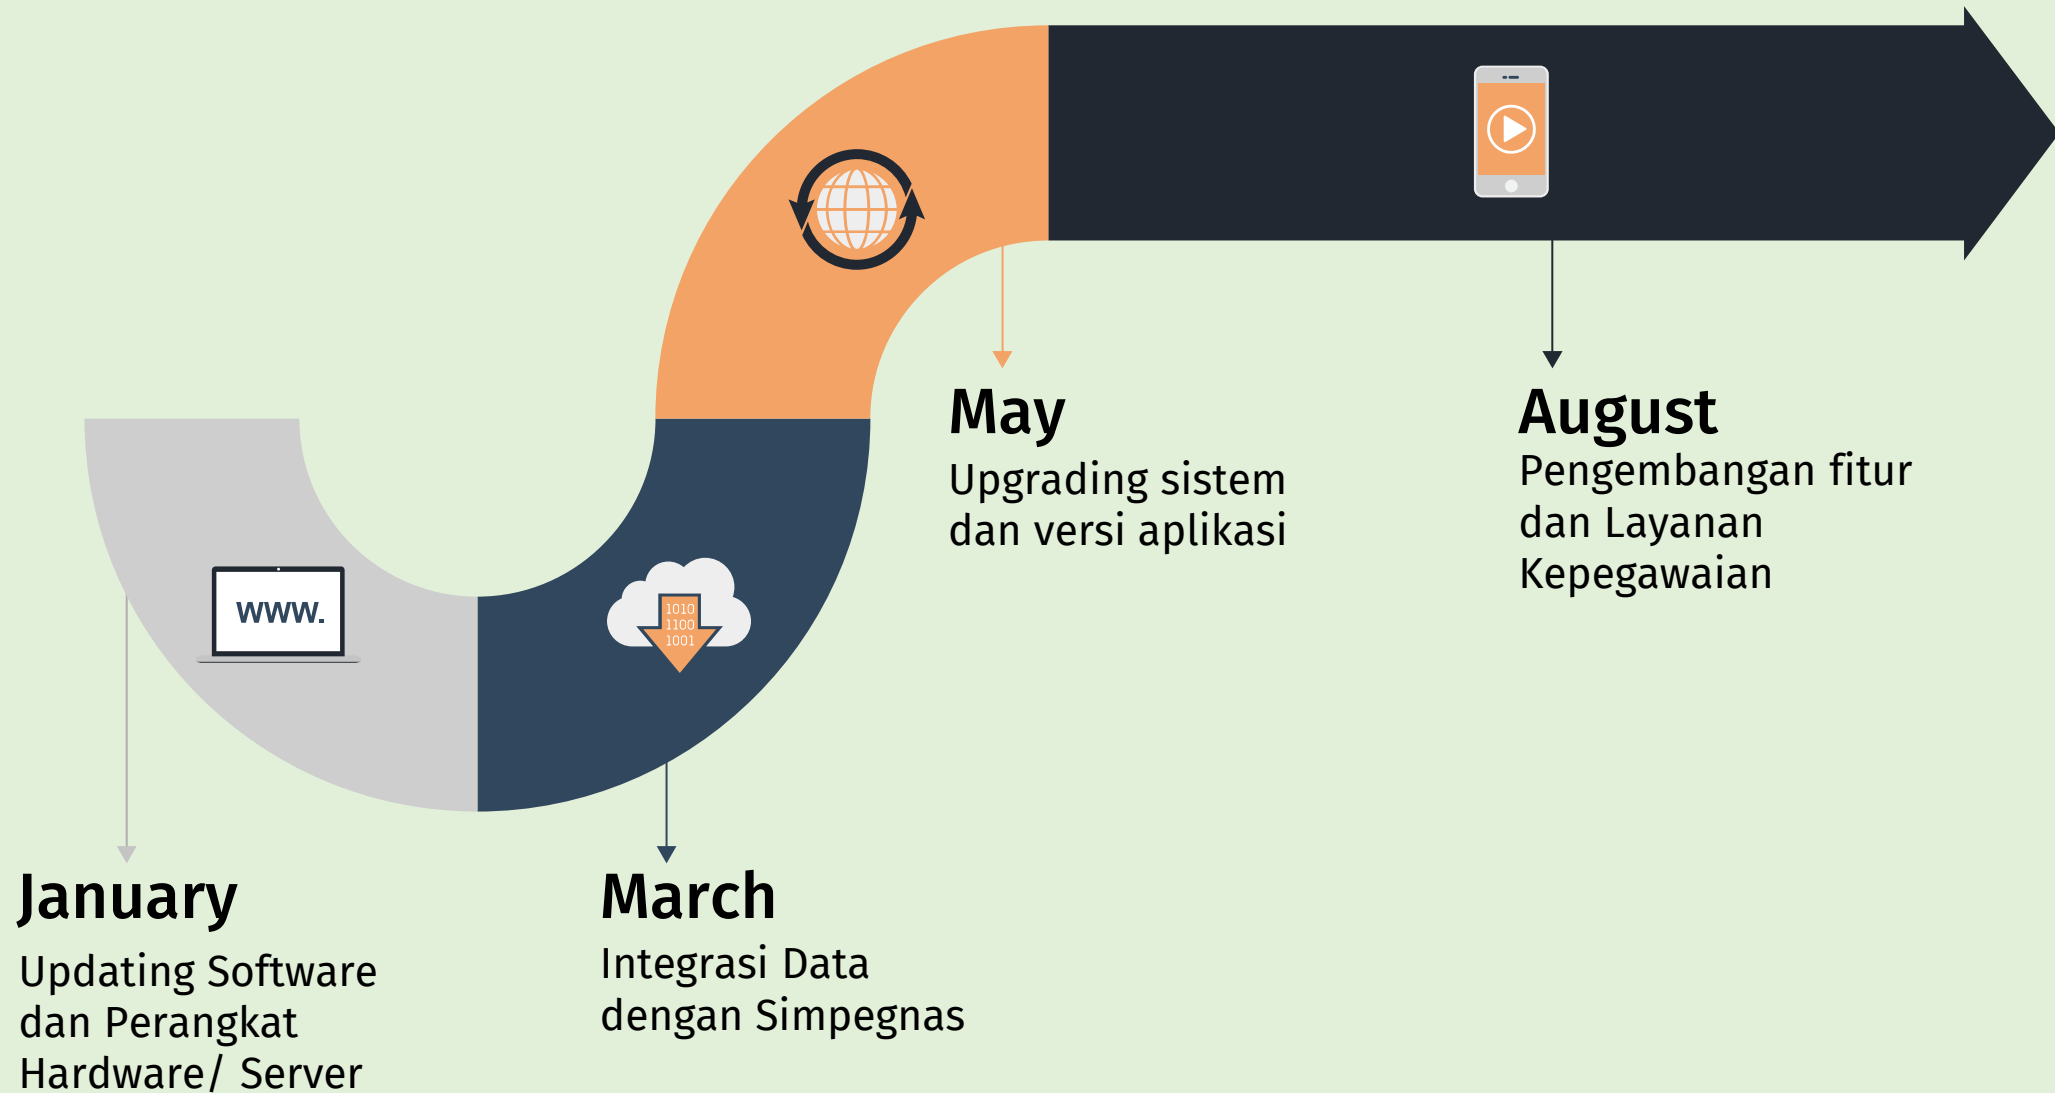 WWW.
1010
1100
1001
January
Updating Software
dan Perangkat
Hardware/ Server
March
Integrasi Data
dengan Simpegnas
May
Upgrading sistem
dan versi aplikasi
August
Pengembangan fitur
dan Layanan
Kepegawaian